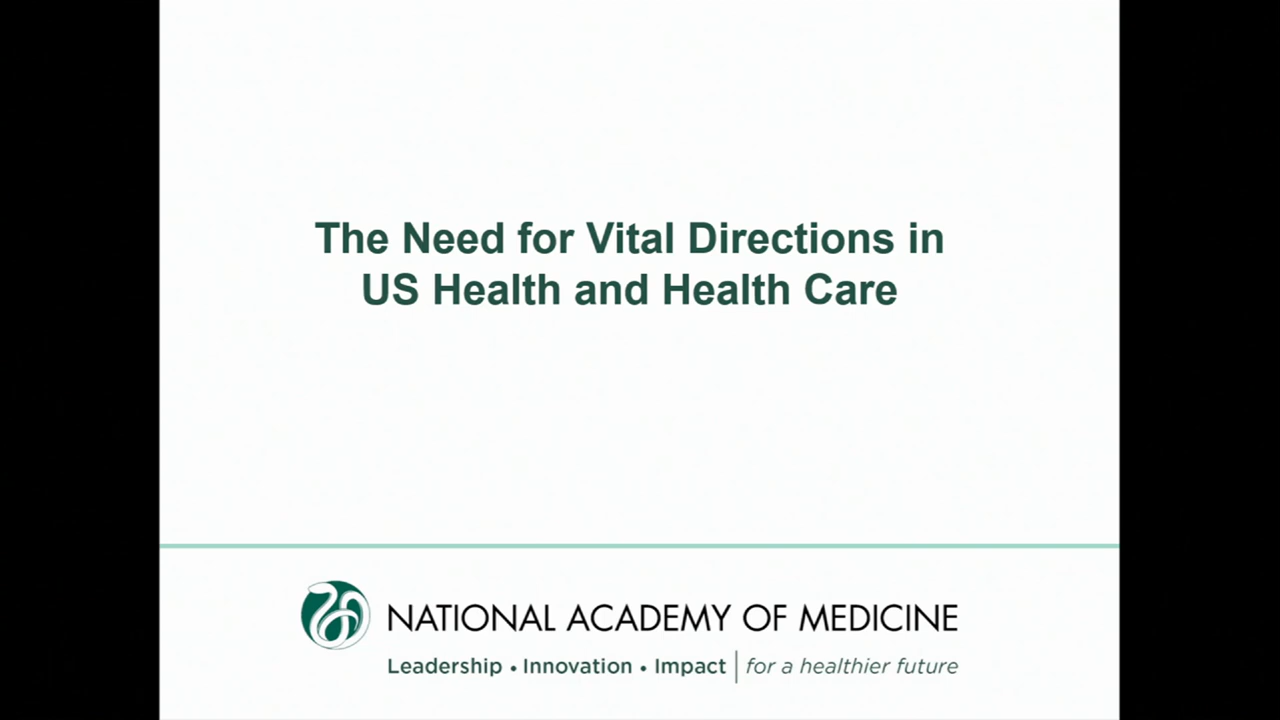 The Need for Vital Directions in
US Health and Health Care
NATIONAL ACADEMY OF MEDICINE
Leadership • Innovation • Impact | for a healthier future